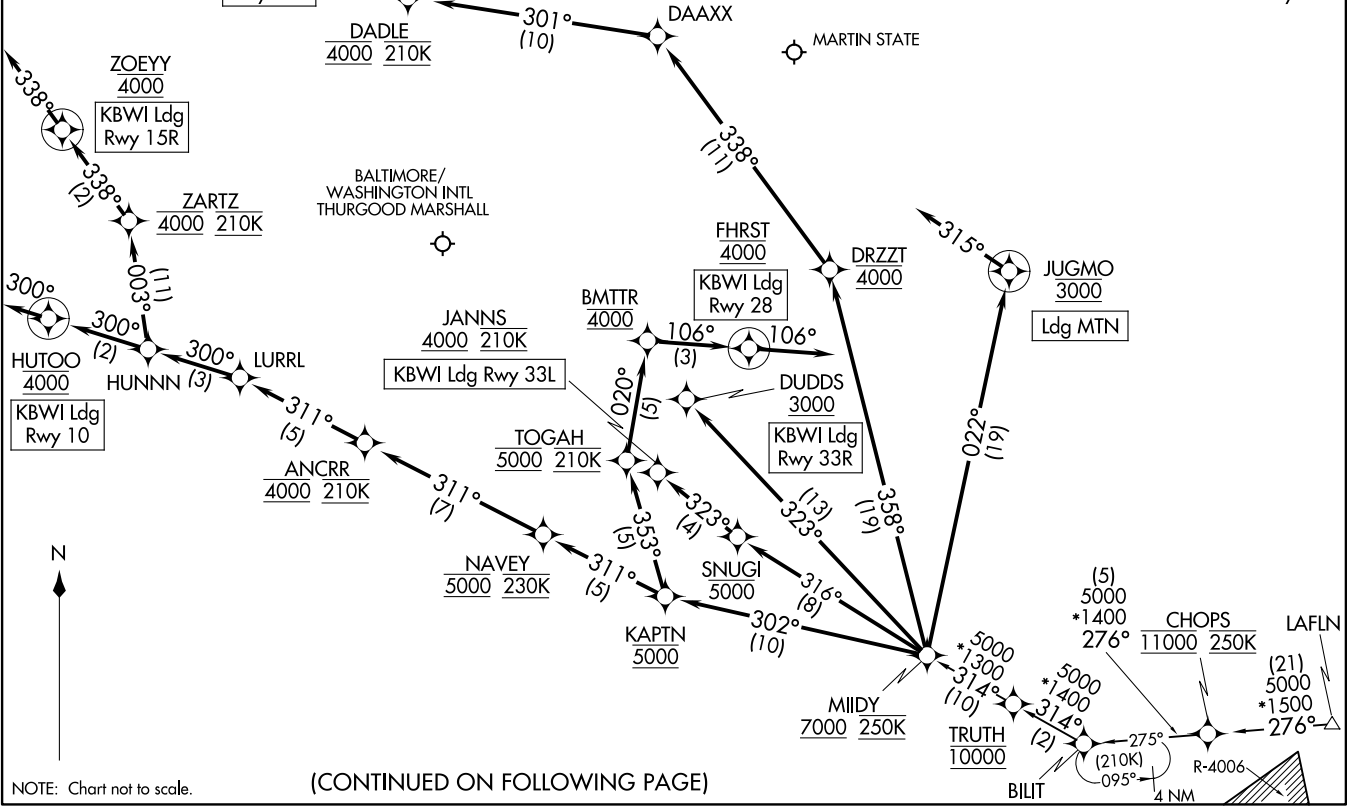 301°
(10)
DAAXX
DADLE
4000 210K
MARTIN STATE
ZOEYY
4000
KBWI Ldg
Rwy 15R
338°
338°
(2)
ZARTZ
4000 210K
BALTIMORE/
WASHINGTON INTL
THURGOOD MARSHALL
338°
(11)
FHRST
4000
KBWI Ldg
Rwy 28
DRZZT
4000
315°
JUGMO
3000
Ldg MTN
003°
(11)
300°
300°
(2)
HUTOO
4000
KBWI Ldg
Rwy 10
HUNNN
300°
(3)
LURRL
JANNS
4000 210K
KBWI Ldg Rwy 33L
BMTTR
4000
106°
(3)
106°
DUDDS
3000
KBWI Ldg
Rwy 33R
020°
(5)
TOGAH
5000 210K
311°
(5)
ANCRR
4000 210K
311°
(7)
NAVEY
5000 230K
311°
(5)
353°
(5)
KAPTN
5000
323°
(4)
SNUGI
5000
316°
(8)
302°
(10)
(13)
323°
358°
(19)
022°
(19)
MIIDY
7000 250K
5000
*1300
314°
(10)
TRUTH
10000
5000
*1400
314°
(2)
BILIT
(5)
5000
*1400
276°
CHOPS
11000 250K
LAFLN
(21)
5000
*1500
276°
275°
(210K)
095°
4 NM
R-4006
N
NOTE: Chart not to scale.
(CONTINUED ON FOLLOWING PAGE)